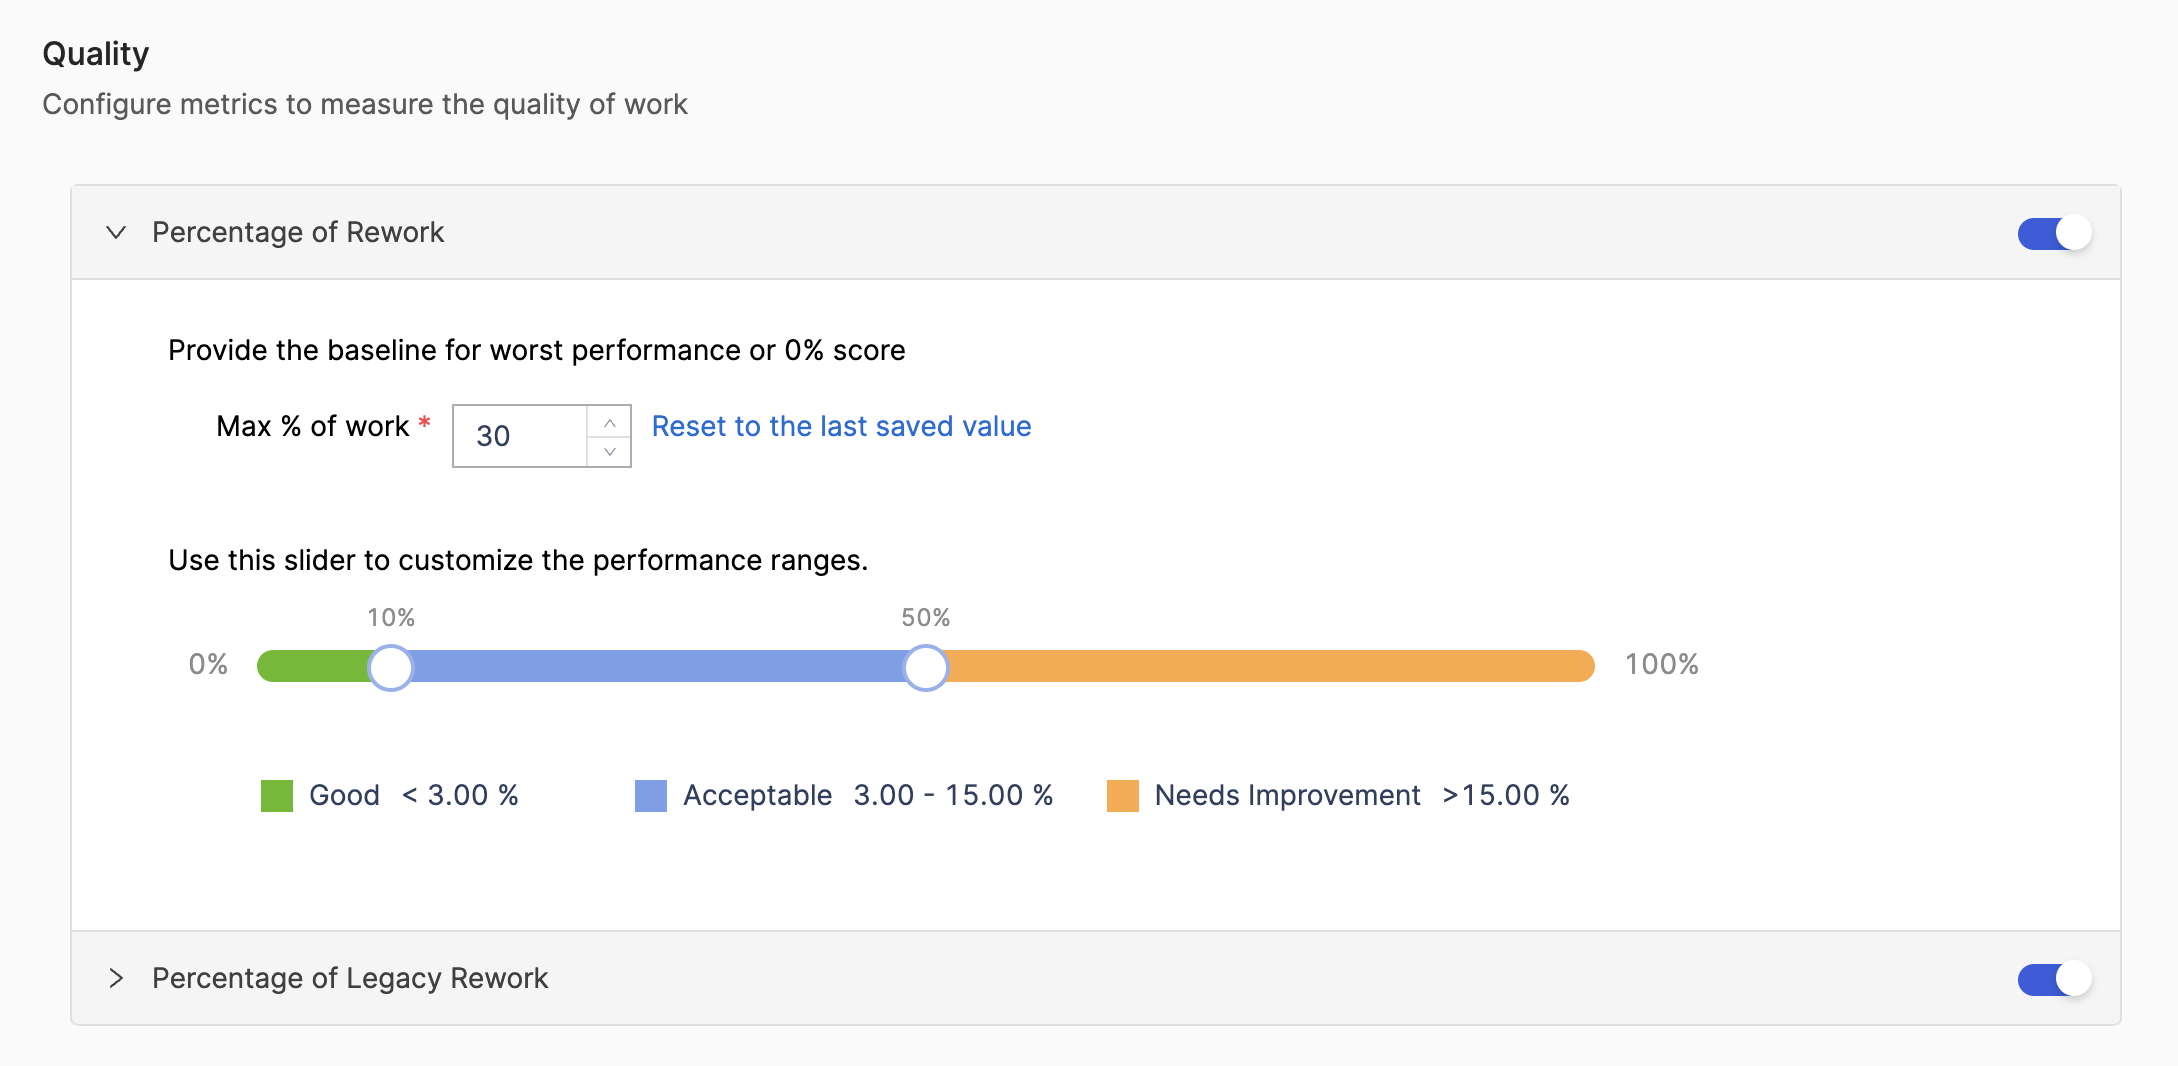 Quality
Configure metrics to measure the quality of work
Percentage of Rework
Provide the baseline for worst performance or 0% score
Max % of work * 30 Reset to the last saved value
Use this slider to customize the performance ranges.
10% 50%
0% 100%
Good < 3.00 % Acceptable 3.00 - 15.00 % Needs Improvement >15.00 %
Percentage of Legacy Rework